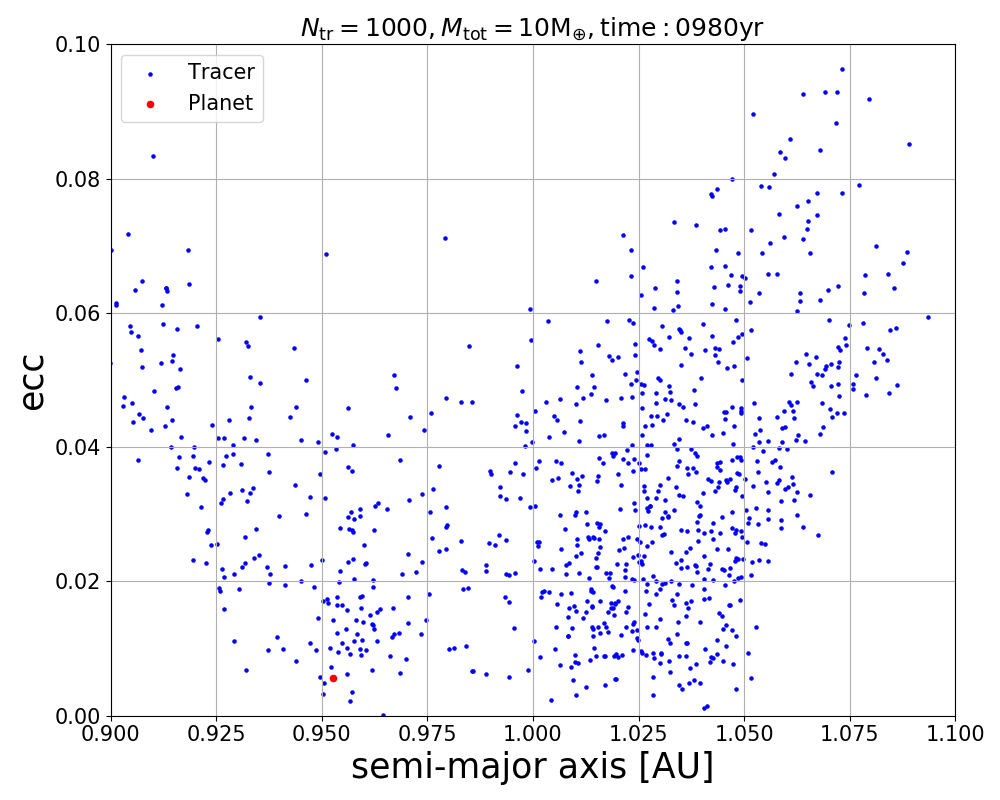 N_tr = 1000, M_tot = 10M_⊕, time : 0980yr
Tracer
Planet
ecc
0.10
0.08
0.06
0.04
0.02
0.00
0.900 0.925 0.950 0.975 1.000 1.025 1.050 1.075 1.100
semi-major axis [AU]